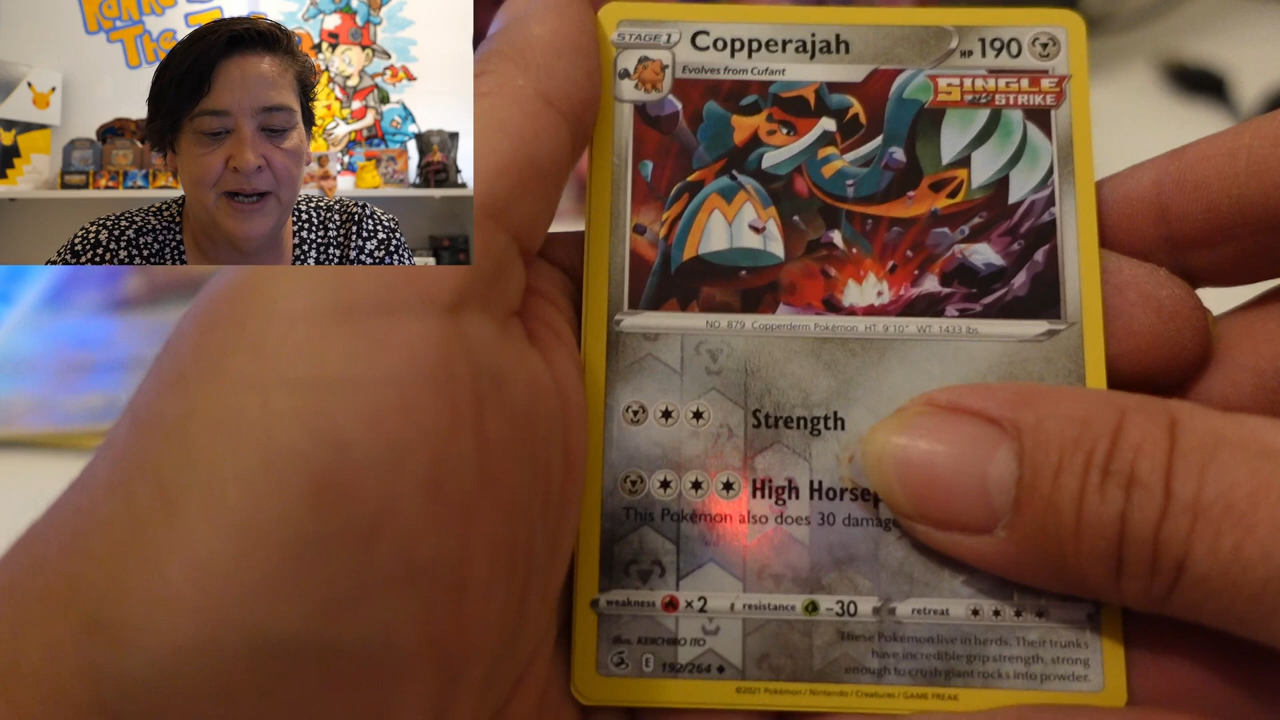 STAGE 1
Copperajah
HP 190
Evolves from Cufant
SINGLE
STRIKE
NO. 879 Copperderm Pokémon HT: 9'10" WT: 1433 lbs.
Strength
High
This Pokémon also does 30 damage
weakness ×2 resistance -30 retreat
Illus. KEIICHIRO ITO
E 192/264
These Pokémon live in herds. Their trunks
have incredible grip strength, strong
enough to crush giant rocks into powder.
©2021 Pokémon / Nintendo / Creatures / GAME FREAK